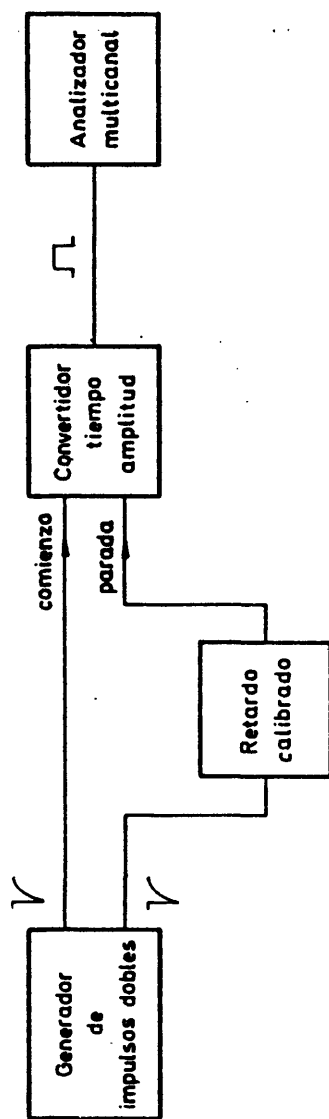 Generador
de
impulsos dobles
comienzo
parada
Retardo
calibrado
Convertidor
tiempo
amplitud
Analizador
multicanal